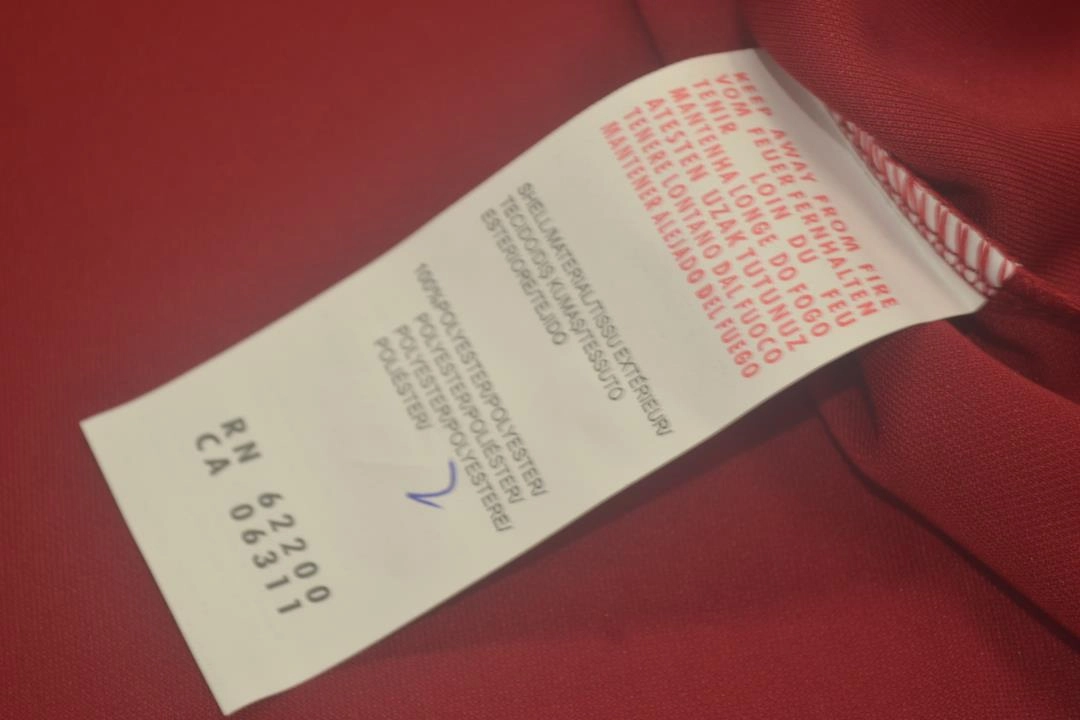 KEEP AWAY FROM FIRE
VOM FEUER FERNHALTEN
TENIR LOIN DU FEU
MANTENHA LONGE DO FOGO
ATESTEN UZAK TUTUNUZ
TENERE LONTANO DAL FUOCO
MANTENER ALEJADO DEL FUEGO
SHELL/MATERIAL/TISSU EXTÉRIEUR/
TECIDO/DIŞ KUMAŞ/TESSUTO
ESTERIORE/TEJIDO
100%POLYESTER/POLYESTER/
POLYESTER/POLIÉSTER/
POLYESTER/POLYESTERE/
POLIÉSTER/
RN 62200
CA 06311